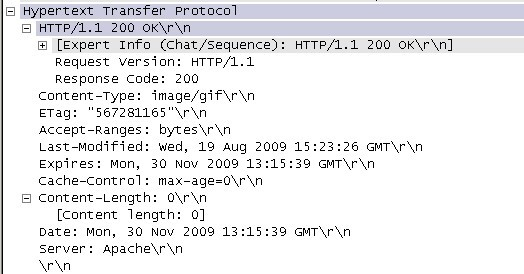 Hypertext Transfer Protocol
HTTP/1.1 200 OK\r\n
[Expert Info (Chat/Sequence): HTTP/1.1 200 OK\r\n]
Request Version: HTTP/1.1
Response Code: 200
Content-Type: image/gif\r\n
ETag: "567281165"\r\n
Accept-Ranges: bytes\r\n
Last-Modified: Wed, 19 Aug 2009 15:23:26 GMT\r\n
Expires: Mon, 30 Nov 2009 13:15:39 GMT\r\n
Cache-Control: max-age=0\r\n
Content-Length: 0\r\n
[Content length: 0]
Date: Mon, 30 Nov 2009 13:15:39 GMT\r\n
Server: Apache\r\n
\r\n